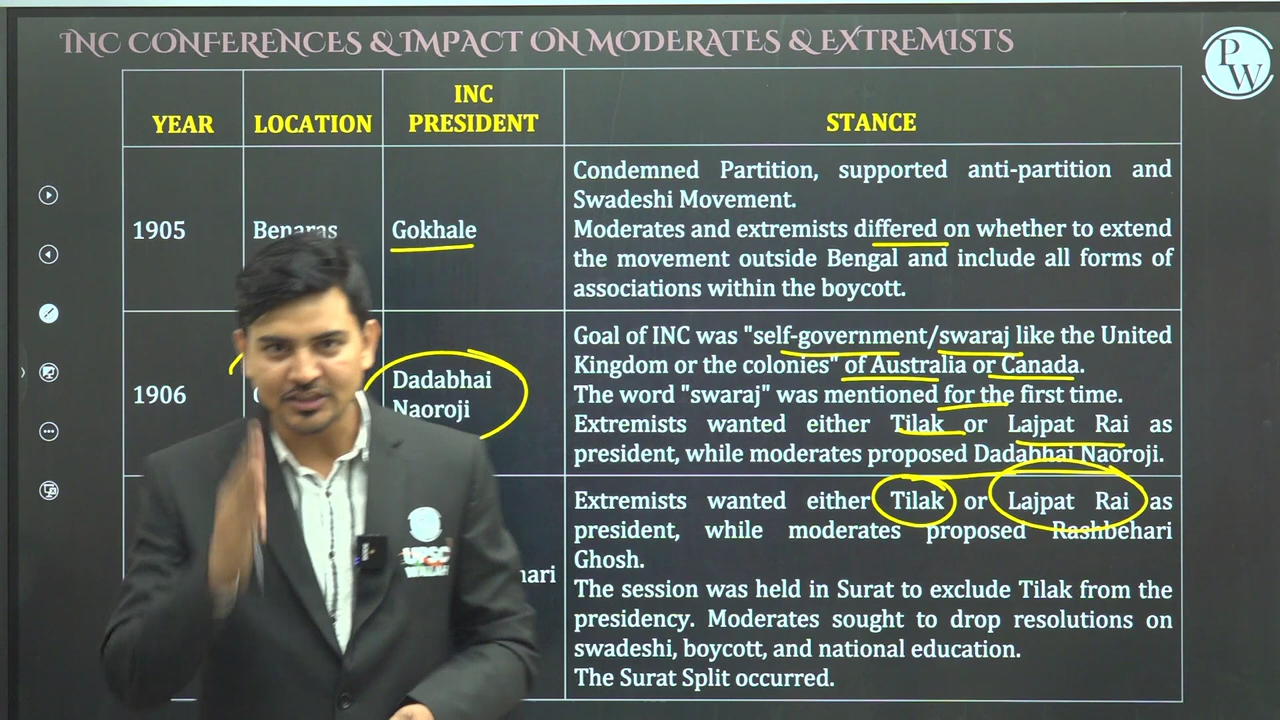 INC CONFERENCES & IMPACT ON MODERATES & EXTREMISTS
PW
YEAR
LOCATION
INC
PRESIDENT
STANCE
1905
Benaras
Gokhale
Condemned Partition, supported anti-partition and
Swadeshi Movement.
Moderates and extremists differed on whether to extend
the movement outside Bengal and include all forms of
associations within the boycott.
1906
Dadabhai
Naoroji
Goal of INC was "self-government/swaraj like the United
Kingdom or the colonies" of Australia or Canada.
The word "swaraj" was mentioned for the first time.
Extremists wanted either Tilak or Lajpat Rai as
president, while moderates proposed Dadabhai Naoroji.
Extremists wanted either Tilak or Lajpat Rai as
president, while moderates proposed Rashbehari
Ghosh.
The session was held in Surat to exclude Tilak from the
presidency. Moderates sought to drop resolutions on
swadeshi, boycott, and national education.
The Surat Split occurred.
UPSC
WALLAH